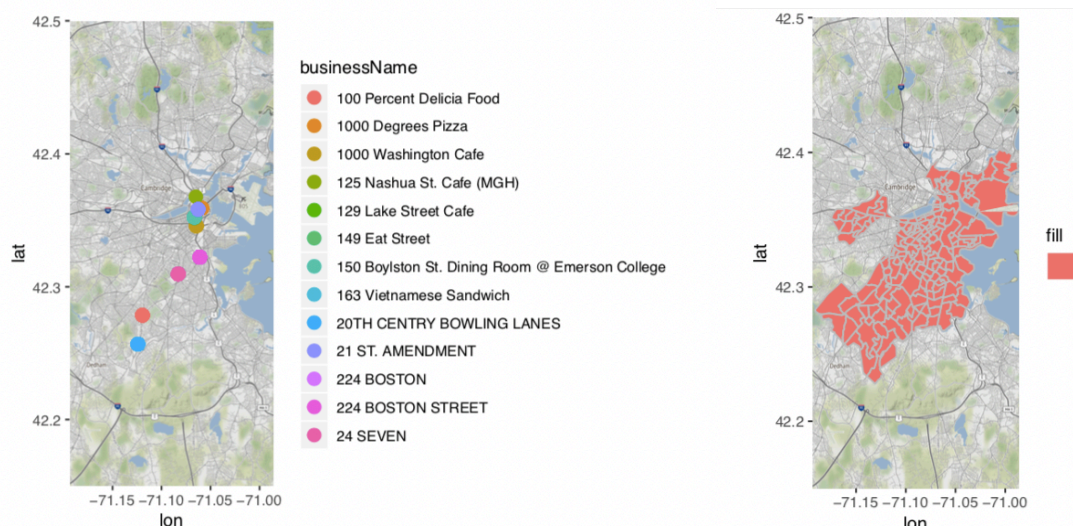 42.5
42.4
42.3
42.2
lat
−71.15 −71.10 −71.05 −71.00
lon
Cambridge
Dedham
businessName
100 Percent Delicia Food
1000 Degrees Pizza
1000 Washington Cafe
125 Nashua St. Cafe (MGH)
129 Lake Street Cafe
149 Eat Street
150 Boylston St. Dining Room @ Emerson College
163 Vietnamese Sandwich
20TH CENTRY BOWLING LANES
21 ST. AMENDMENT
224 BOSTON
224 BOSTON STREET
24 SEVEN
42.5
42.4
42.3
42.2
lat
−71.15 −71.10 −71.05 −71.00
lon
Cambridge
Dedham
fill